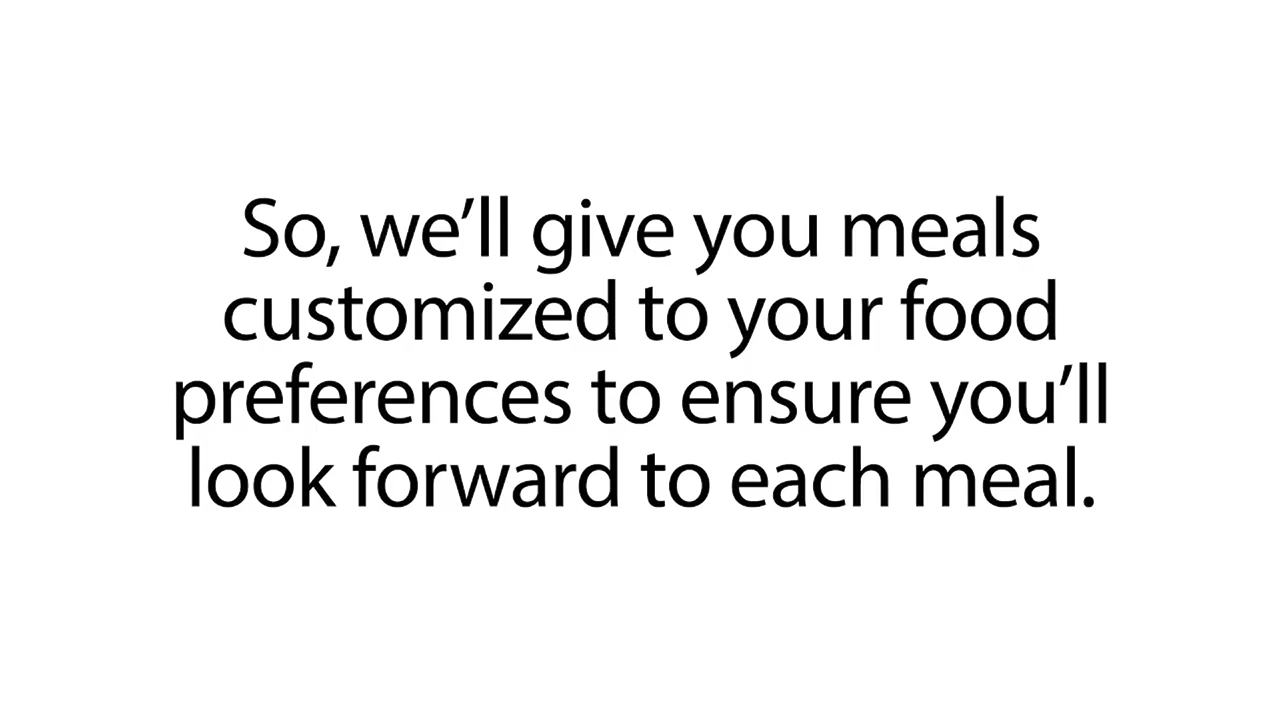 So, we’ll give you meals
customized to your food
preferences to ensure you’ll
look forward to each meal.